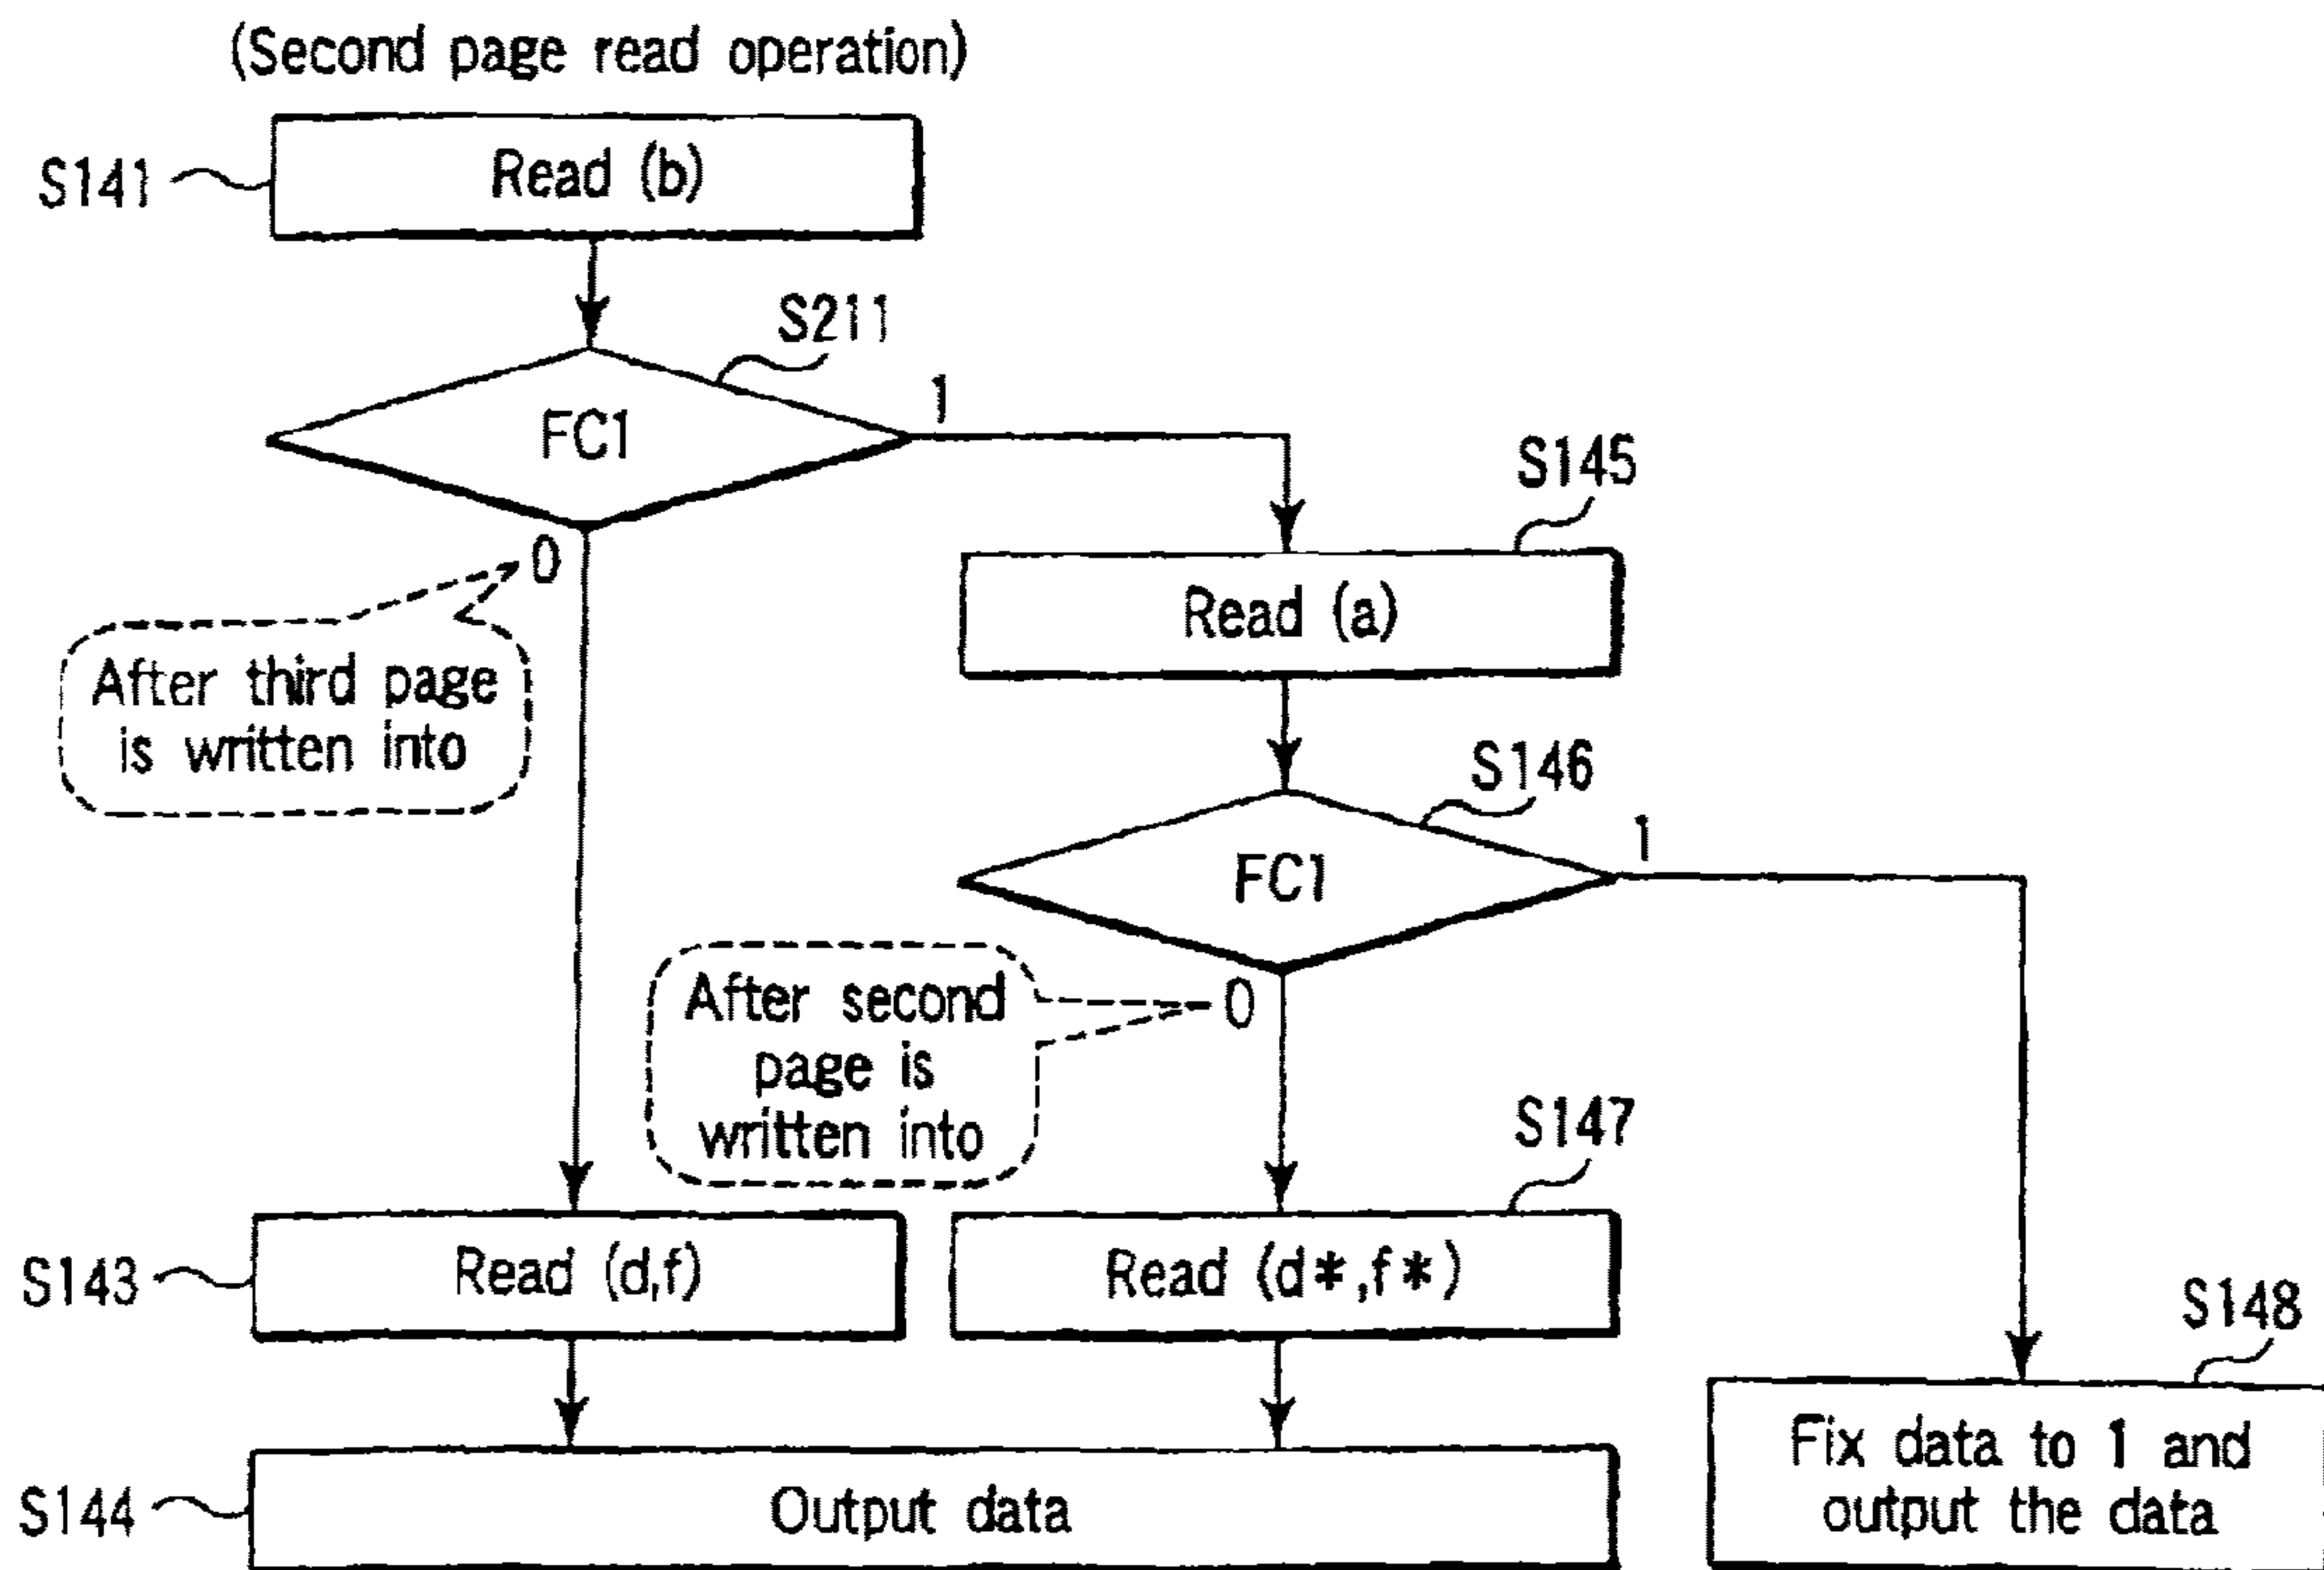 (Second page read operation)
S141
Read (b)
S211
FC1
1
0
After third page
is written into
S145
Read (a)
S146
FC1
1
0
After second
page is
written into
S143
Read (d,f)
S147
Read (d*,f*)
S148
Fix data to 1 and
output the data
S144
Output data